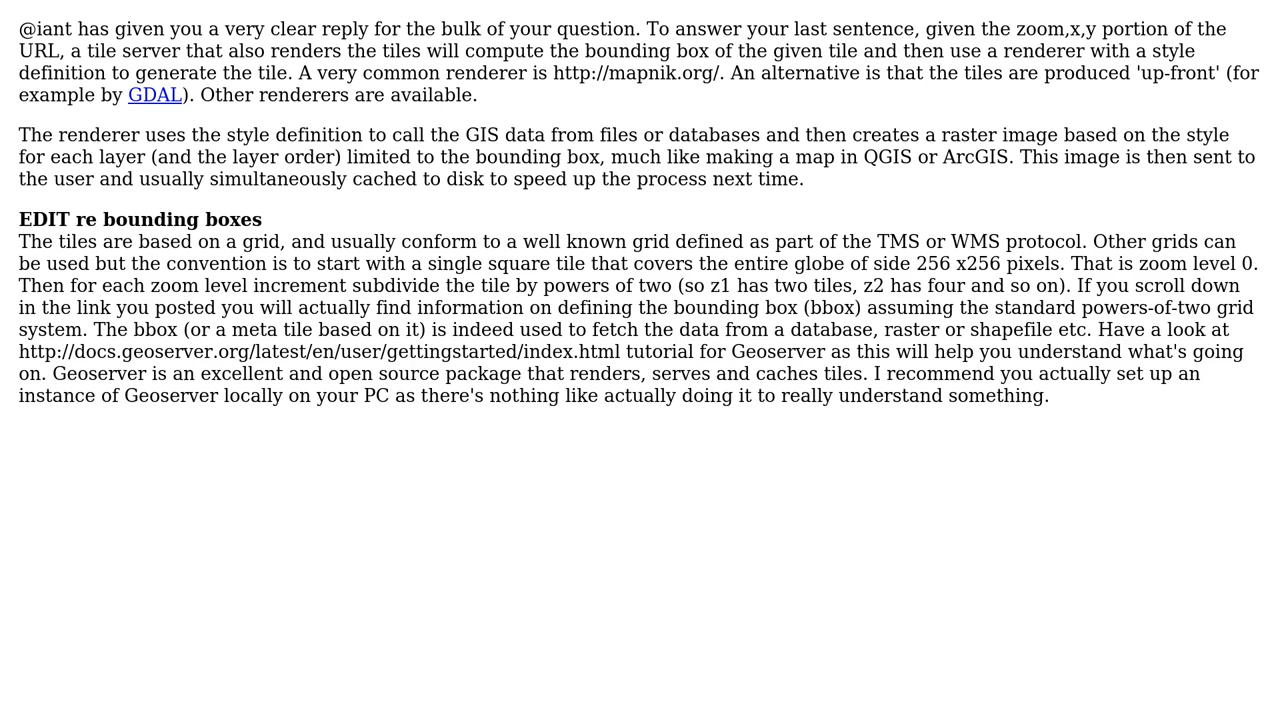 @iant has given you a very clear reply for the bulk of your question. To answer your last sentence, given the zoom,x,y portion of the
URL, a tile server that also renders the tiles will compute the bounding box of the given tile and then use a renderer with a style
definition to generate the tile. A very common renderer is http://mapnik.org/. An alternative is that the tiles are produced 'up-front' (for
example by GDAL). Other renderers are available.
The renderer uses the style definition to call the GIS data from files or databases and then creates a raster image based on the style
for each layer (and the layer order) limited to the bounding box, much like making a map in QGIS or ArcGIS. This image is then sent to
the user and usually simultaneously cached to disk to speed up the process next time.
EDIT re bounding boxes
The tiles are based on a grid, and usually conform to a well known grid defined as part of the TMS or WMS protocol. Other grids can
be used but the convention is to start with a single square tile that covers the entire globe of side 256 x256 pixels. That is zoom level 0.
Then for each zoom level increment subdivide the tile by powers of two (so z1 has two tiles, z2 has four and so on). If you scroll down
in the link you posted you will actually find information on defining the bounding box (bbox) assuming the standard powers-of-two grid
system. The bbox (or a meta tile based on it) is indeed used to fetch the data from a database, raster or shapefile etc. Have a look at
http://docs.geoserver.org/latest/en/user/gettingstarted/index.html tutorial for Geoserver as this will help you understand what's going
on. Geoserver is an excellent and open source package that renders, serves and caches tiles. I recommend you actually set up an
instance of Geoserver locally on your PC as there's nothing like actually doing it to really understand something.